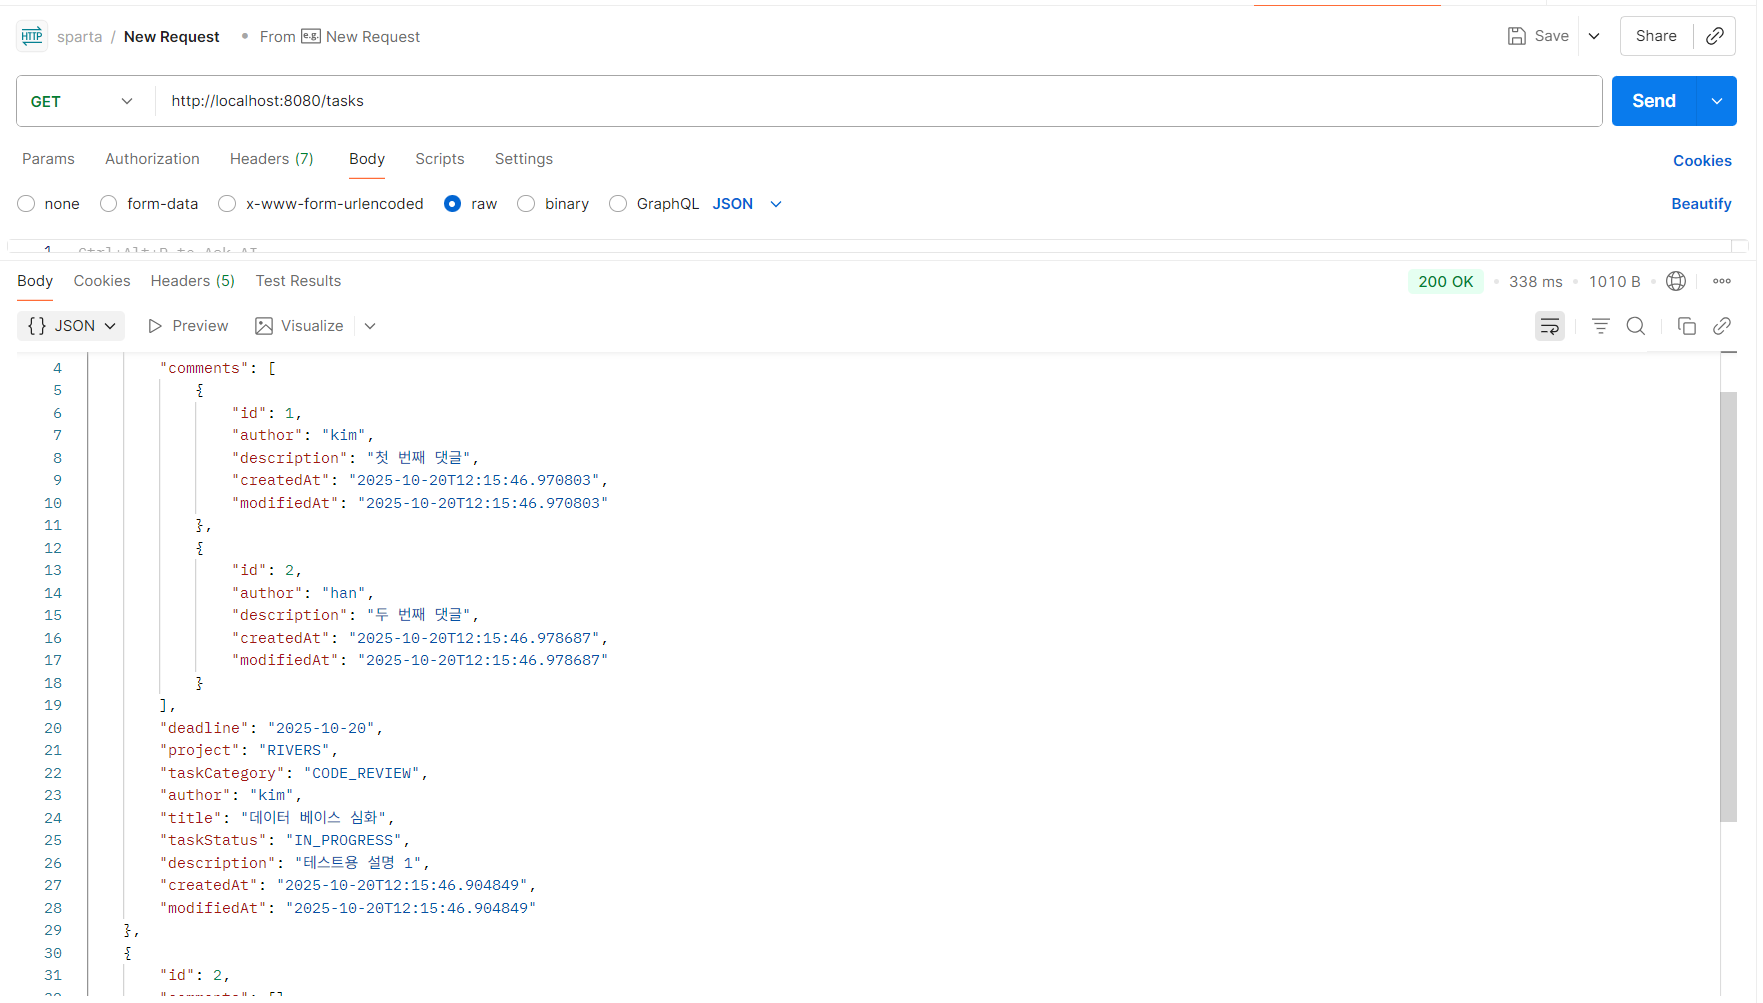 HTTP sparta / New Request • From e.g. New Request Save Share
GET http://localhost:8080/tasks Send
Params Authorization Headers (7) Body Scripts Settings Cookies
none form-data x-www-form-urlencoded raw binary GraphQL JSON Beautify
1 Ctrl+Alt+P to Ask AI
Body Cookies Headers (5) Test Results 200 OK • 338 ms • 1010 B •
{} JSON Preview Visualize
4 "comments": [
5 {
6 "id": 1,
7 "author": "kim",
8 "description": "첫 번째 댓글",
9 "createdAt": "2025-10-20T12:15:46.970803",
10 "modifiedAt": "2025-10-20T12:15:46.970803"
11 },
12 {
13 "id": 2,
14 "author": "han",
15 "description": "두 번째 댓글",
16 "createdAt": "2025-10-20T12:15:46.978687",
17 "modifiedAt": "2025-10-20T12:15:46.978687"
18 }
19 ],
20 "deadline": "2025-10-20",
21 "project": "RIVERS",
22 "taskCategory": "CODE_REVIEW",
23 "author": "kim",
24 "title": "데이터 베이스 심화",
25 "taskStatus": "IN_PROGRESS",
26 "description": "테스트용 설명 1",
27 "createdAt": "2025-10-20T12:15:46.904849",
28 "modifiedAt": "2025-10-20T12:15:46.904849"
29 },
30 {
31 "id": 2,
32 "comments": []